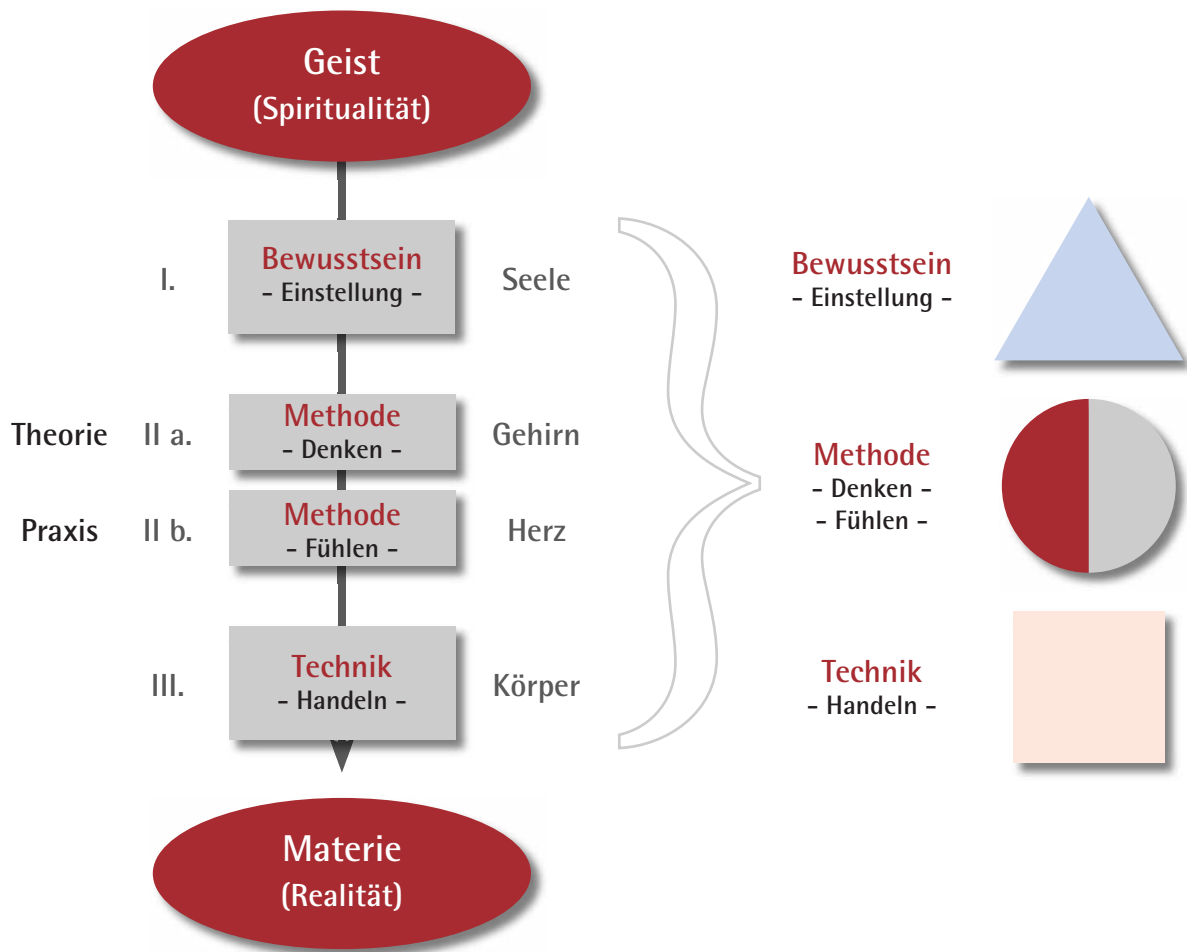 Geist
(Spiritualität)
I.
Bewusstsein
- Einstellung -
Seele
Theorie
II a.
Methode
- Denken -
Gehirn
Praxis
II b.
Methode
- Fühlen -
Herz
III.
Technik
- Handeln -
Körper
Materie
(Realität)
Bewusstsein
- Einstellung -
Methode
- Denken -
- Fühlen -
Technik
- Handeln -